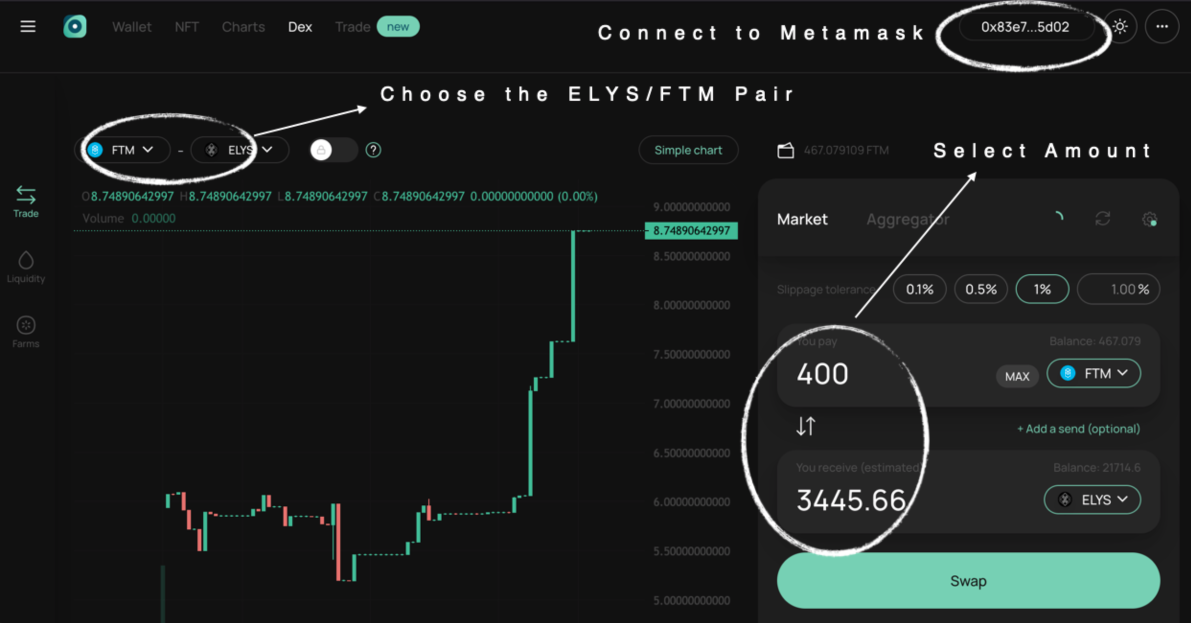 Wallet NFT Charts Dex Trade new
Connect to Metamask
0x83e7...5d02
Choose the ELYS/FTM Pair
FTM - ELYS
?
Simple chart
467.079109 FTM
Select Amount
O8.74890642997 H8.74890642997 L8.74890642997 C8.74890642997 0.00000000000 (0.00%)
Volume 0.00000
Trade
Liquidity
Farms
9.00000000000
8.74890642997
8.50000000000
8.00000000000
7.50000000000
7.00000000000
6.50000000000
6.00000000000
5.50000000000
5.00000000000
Market Aggregator
Slippage tolerance 0.1% 0.5% 1% 1.00 %
You pay Balance: 467.079
400 MAX FTM
+ Add a send (optional)
You receive (estimated) Balance: 21714.6
3445.66 ELYS
Swap